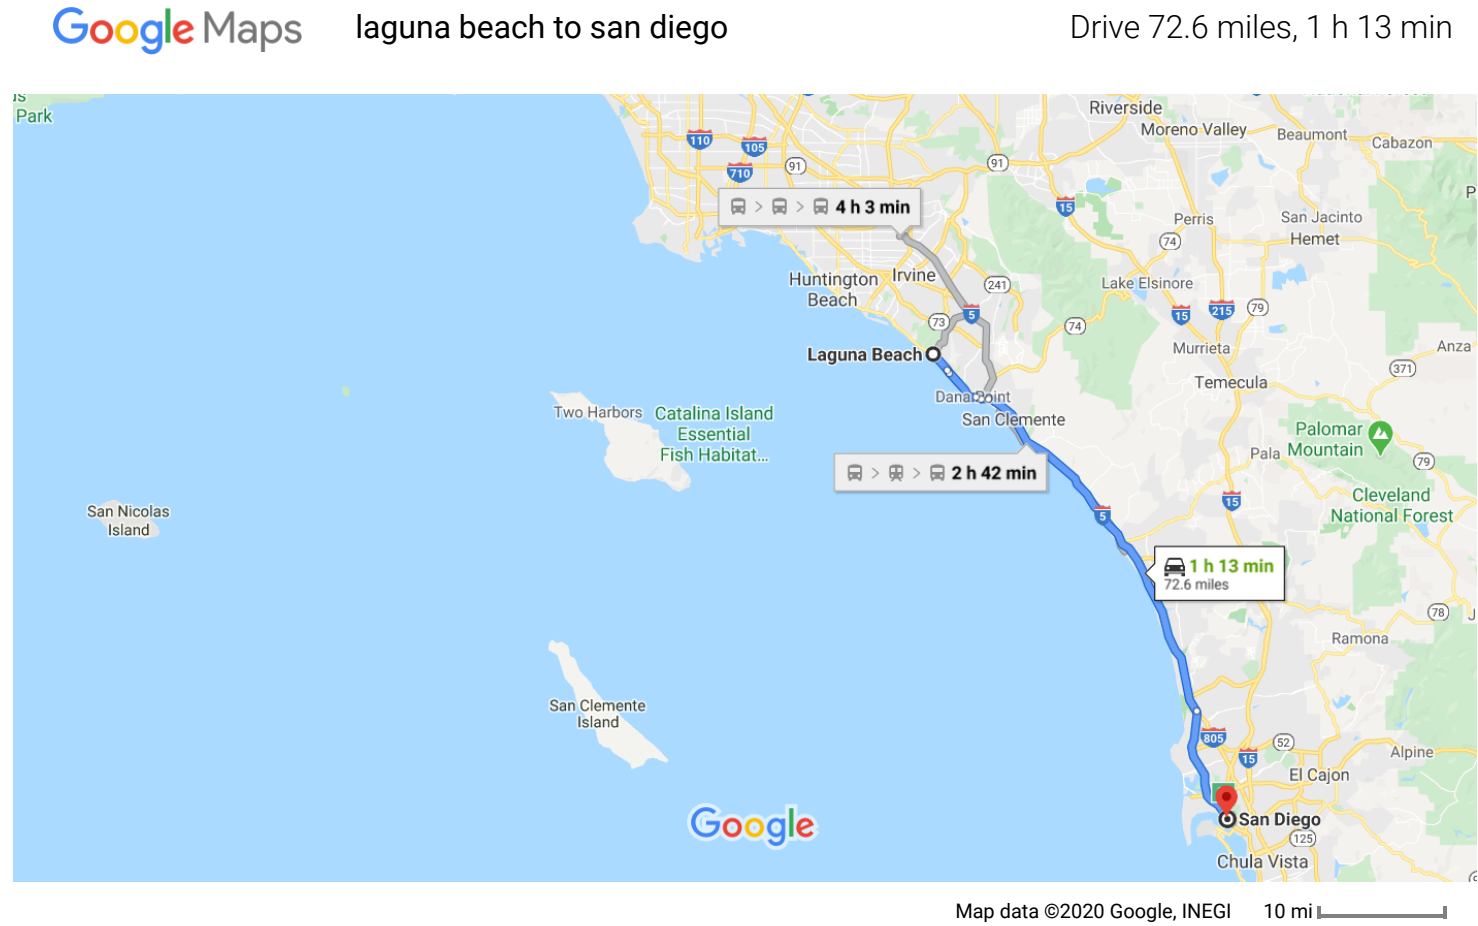 Google Maps
laguna beach to san diego
Drive 72.6 miles, 1 h 13 min
Park
Riverside
Moreno Valley
Beaumont
Cabazon
110
105
91
91
710
4 h 3 min
15
Perris
San Jacinto
74
Hemet
Huntington
Beach
Irvine
241
Lake Elsinore
73
5
74
15
215
79
Laguna Beach
Murrieta
Anza
371
Temecula
Dana Point
San Clemente
Two Harbors
Catalina Island
Essential
Fish Habitat...
Palomar
Mountain
Pala
79
2 h 42 min
15
Cleveland
National Forest
San Nicolas
Island
5
1 h 13 min
72.6 miles
78
Ramona
San Clemente
Island
805
52
15
Alpine
El Cajon
Google
San Diego
125
Chula Vista
Map data ©2020 Google, INEGI
10 mi